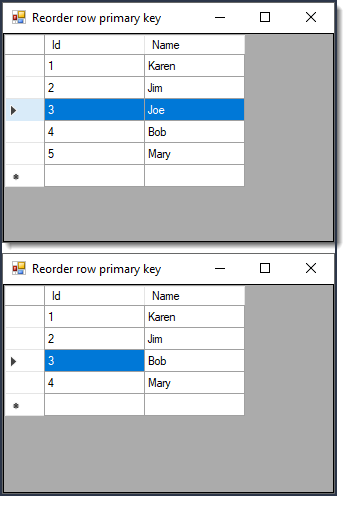 Reorder row primary key
Id Name
1 Karen
2 Jim
3 Joe
4 Bob
5 Mary
Reorder row primary key
Id Name
1 Karen
2 Jim
3 Bob
4 Mary